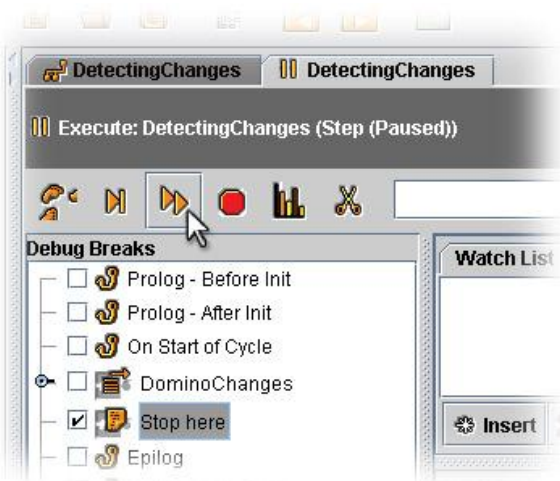 DetectingChanges
DetectingChanges
Execute: DetectingChanges (Step (Paused))
Debug Breaks
Watch List
Prolog - Before Init
Prolog - After Init
On Start of Cycle
DominoChanges
Stop here
Insert
Epilog